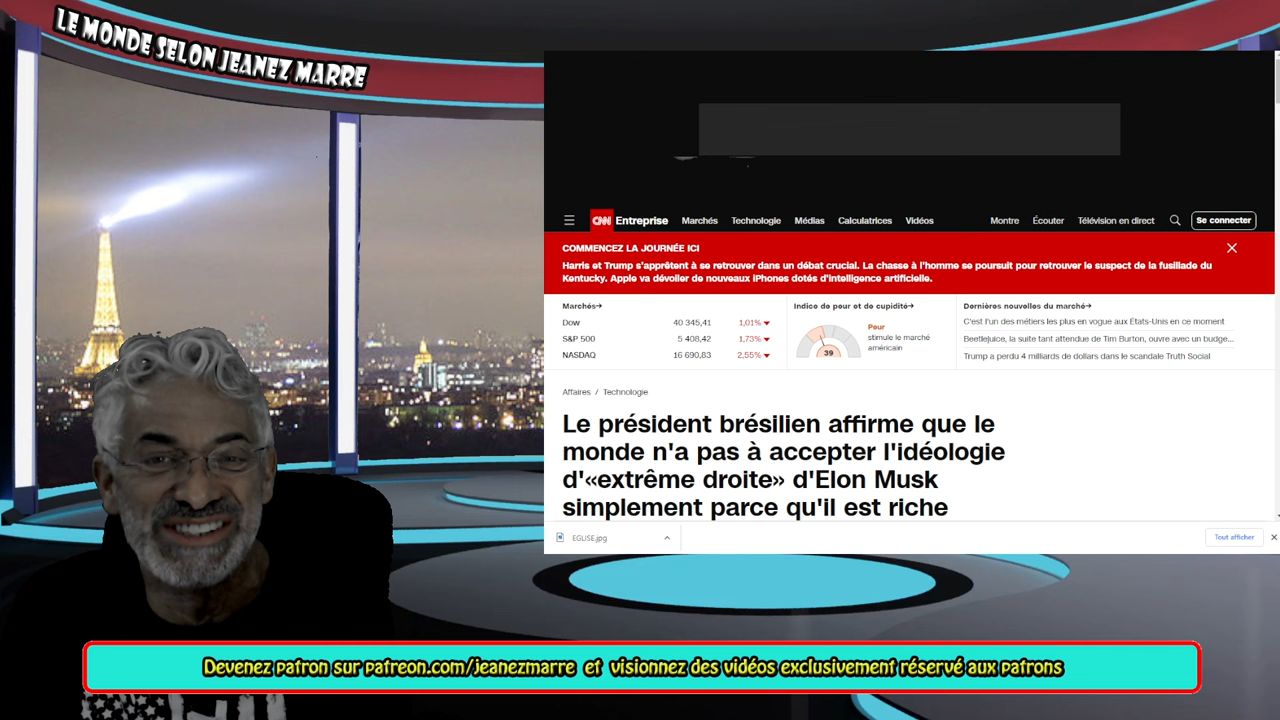 LE MONDE SELON JEANEZ MARRE
CNN Entreprise Marchés Technologie Médias Calculatrices Vidéos Montre Écouter Télévision en direct Se connecter
COMMENCEZ LA JOURNÉE ICI
Harris et Trump s'apprêtent à se retrouver dans un débat crucial. La chasse à l'homme se poursuit pour retrouver le suspect de la fusillade du
Kentucky. Apple va dévoiler de nouveaux iPhones dotés d'intelligence artificielle.
Marchés→
Dow 40 345,41 1,01%
S&P 500 5 408,42 1,73%
NASDAQ 16 690,83 2,55%
Indice de peur et de cupidité→
39
Peur
stimule le marché
américain
Dernières nouvelles du marché→
C'est l'un des métiers les plus en vogue aux États-Unis en ce moment
Beetlejuice, la suite tant attendue de Tim Burton, ouvre avec un budge...
Trump a perdu 4 milliards de dollars dans le scandale Truth Social
Affaires / Technologie
Le président brésilien affirme que le
monde n'a pas à accepter l'idéologie
d'«extrême droite» d'Elon Musk
simplement parce qu'il est riche
EGLISE.jpg
Tout afficher
Devenez patron sur patreon.com/jeanezmarre et visionnez des vidéos exclusivement réservé aux patrons